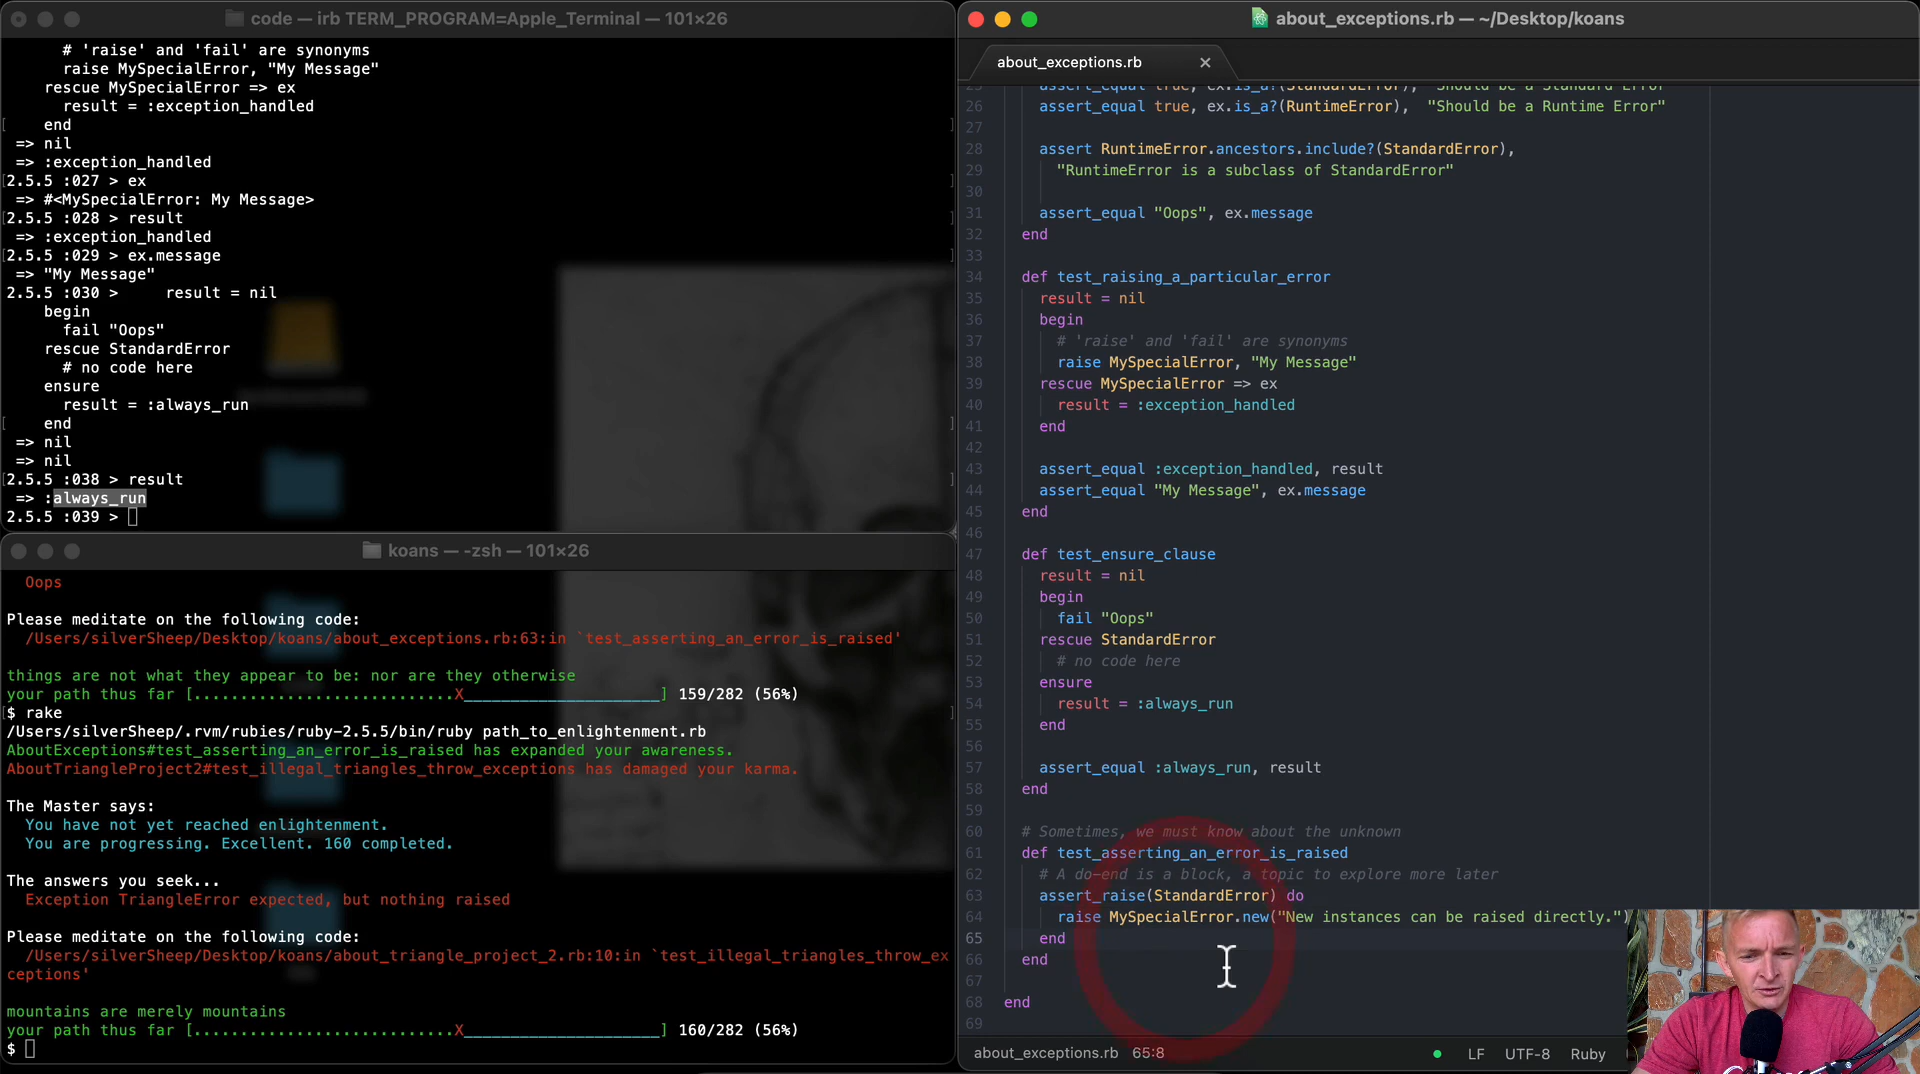 code — irb TERM_PROGRAM=Apple_Terminal — 101×26
# 'raise' and 'fail' are synonyms
raise MySpecialError, "My Message"
rescue MySpecialError => ex
result = :exception_handled
end
=> nil
=> :exception_handled
2.5.5 :027 > ex
=> #<MySpecialError: My Message>
2.5.5 :028 > result
=> :exception_handled
2.5.5 :029 > ex.message
=> "My Message"
2.5.5 :030 > result = nil
begin
fail "Oops"
rescue StandardError
# no code here
ensure
result = :always_run
end
=> nil
=> nil
2.5.5 :038 > result
=> :always_run
2.5.5 :039 >
koans — -zsh — 101×26
Oops
Please meditate on the following code:
/Users/silverSheep/Desktop/koans/about_exceptions.rb:63:in `test_asserting_an_error_is_raised'
things are not what they appear to be: nor are they otherwise
your path thus far [.............................X______________________] 159/282 (56%)
$ rake
/Users/silverSheep/.rvm/rubies/ruby-2.5.5/bin/ruby path_to_enlightenment.rb
AboutExceptions#test_asserting_an_error_is_raised has expanded your awareness.
AboutTriangleProject2#test_illegal_triangles_throw_exceptions has damaged your karma.
The Master says:
You have not yet reached enlightenment.
You are progressing. Excellent. 160 completed.
The answers you seek...
Exception TriangleError expected, but nothing raised
Please meditate on the following code:
/Users/silverSheep/Desktop/koans/about_triangle_project_2.rb:10:in `test_illegal_triangles_throw_ex
ceptions'
mountains are merely mountains
your path thus far [.............................X______________________] 160/282 (56%)
$
about_exceptions.rb — ~/Desktop/koans
about_exceptions.rb ×
25 assert_equal true, ex.is_a?(StandardError), "Should be a Standard Error"
26 assert_equal true, ex.is_a?(RuntimeError), "Should be a Runtime Error"
27
28 assert RuntimeError.ancestors.include?(StandardError),
29 "RuntimeError is a subclass of StandardError"
30
31 assert_equal "Oops", ex.message
32 end
33
34 def test_raising_a_particular_error
35 result = nil
36 begin
37 # 'raise' and 'fail' are synonyms
38 raise MySpecialError, "My Message"
39 rescue MySpecialError => ex
40 result = :exception_handled
41 end
42
43 assert_equal :exception_handled, result
44 assert_equal "My Message", ex.message
45 end
46
47 def test_ensure_clause
48 result = nil
49 begin
50 fail "Oops"
51 rescue StandardError
52 # no code here
53 ensure
54 result = :always_run
55 end
56
57 assert_equal :always_run, result
58 end
59
60 # Sometimes, we must know about the unknown
61 def test_asserting_an_error_is_raised
62 # A do-end is a block, a topic to explore more later
63 assert_raise(StandardError) do
64 raise MySpecialError.new("New instances can be raised directly.")
65 end
66 end
67
68 end
69
about_exceptions.rb 65:8
LF UTF-8 Ruby